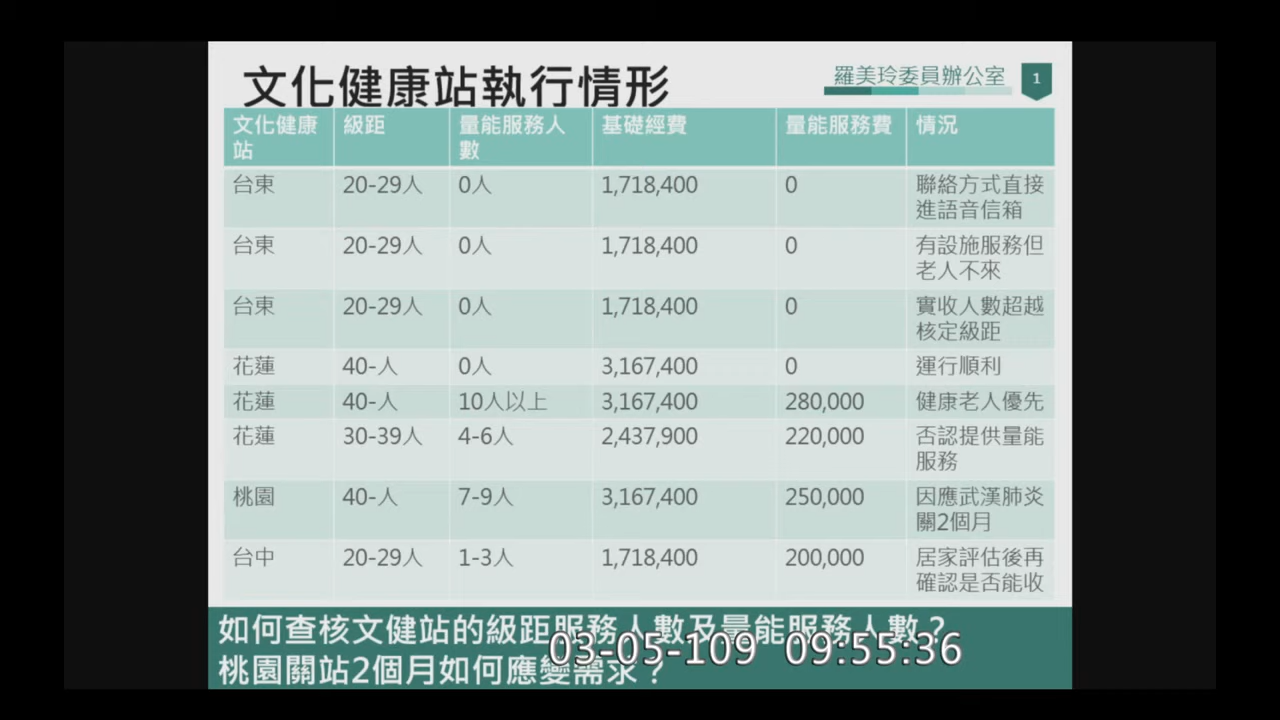 文化健康站執行情形
羅美玲委員辦公室
1
文化健康站 級距 量能服務人數 基礎經費 量能服務費 情況
台東 20-29人 0人 1,718,400 0 聯絡方式直接進語音信箱
台東 20-29人 0人 1,718,400 0 有設施服務但老人不來
台東 20-29人 0人 1,718,400 0 實收人數超越核定級距
花蓮 40-人 0人 3,167,400 0 運行順利
花蓮 40-人 10人以上 3,167,400 280,000 健康老人優先
花蓮 30-39人 4-6人 2,437,900 220,000 否認提供量能服務
桃園 40-人 7-9人 3,167,400 250,000 因應武漢肺炎關2個月
台中 20-29人 1-3人 1,718,400 200,000 居家評估後再確認是否能收
如何查核文健站的級距服務人數及量能服務人數？
桃園關站2個月如何應變需求？
03-05-109 09:55:36